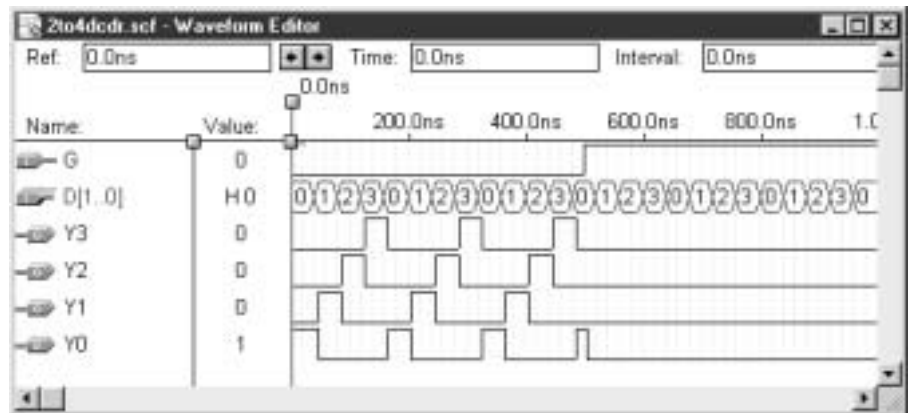 2to4dcdr.scf - Waveform Editor
Ref: 0.0ns Time: 0.0ns Interval: 0.0ns
0.0ns
Name: Value: 200.0ns 400.0ns 600.0ns 800.0ns 1.0
G 0
D[1..0] H0 0 1 2 3 0 1 2 3 0 1 2 3 0 1 2 3 0 1 2 3 0 1 2 3 0
Y3 0
Y2 0
Y1 0
Y0 1